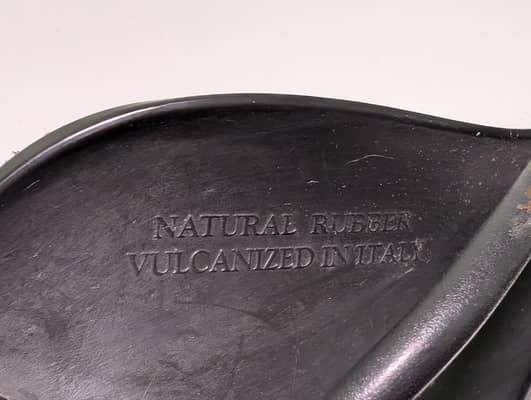 NATURAL RUBBER
VULCANIZED IN ITALY